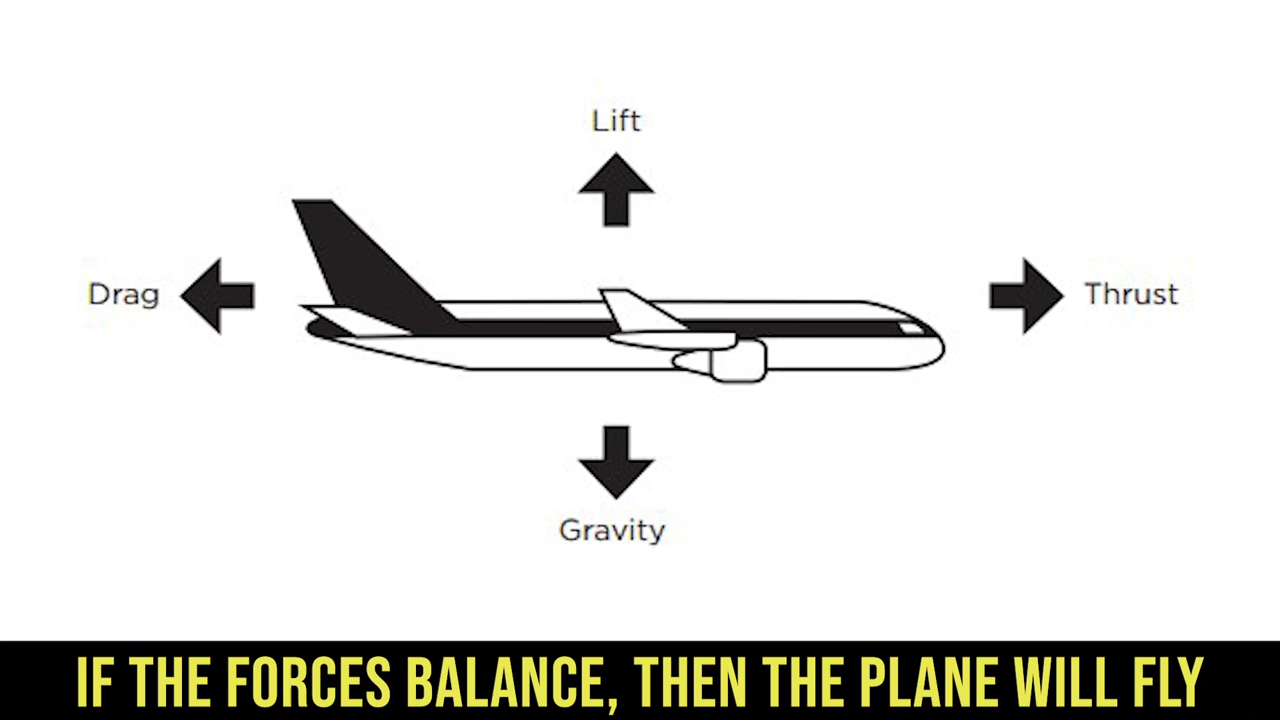 Lift
Drag
Thrust
Gravity
IF THE FORCES BALANCE, THEN THE PLANE WILL FLY